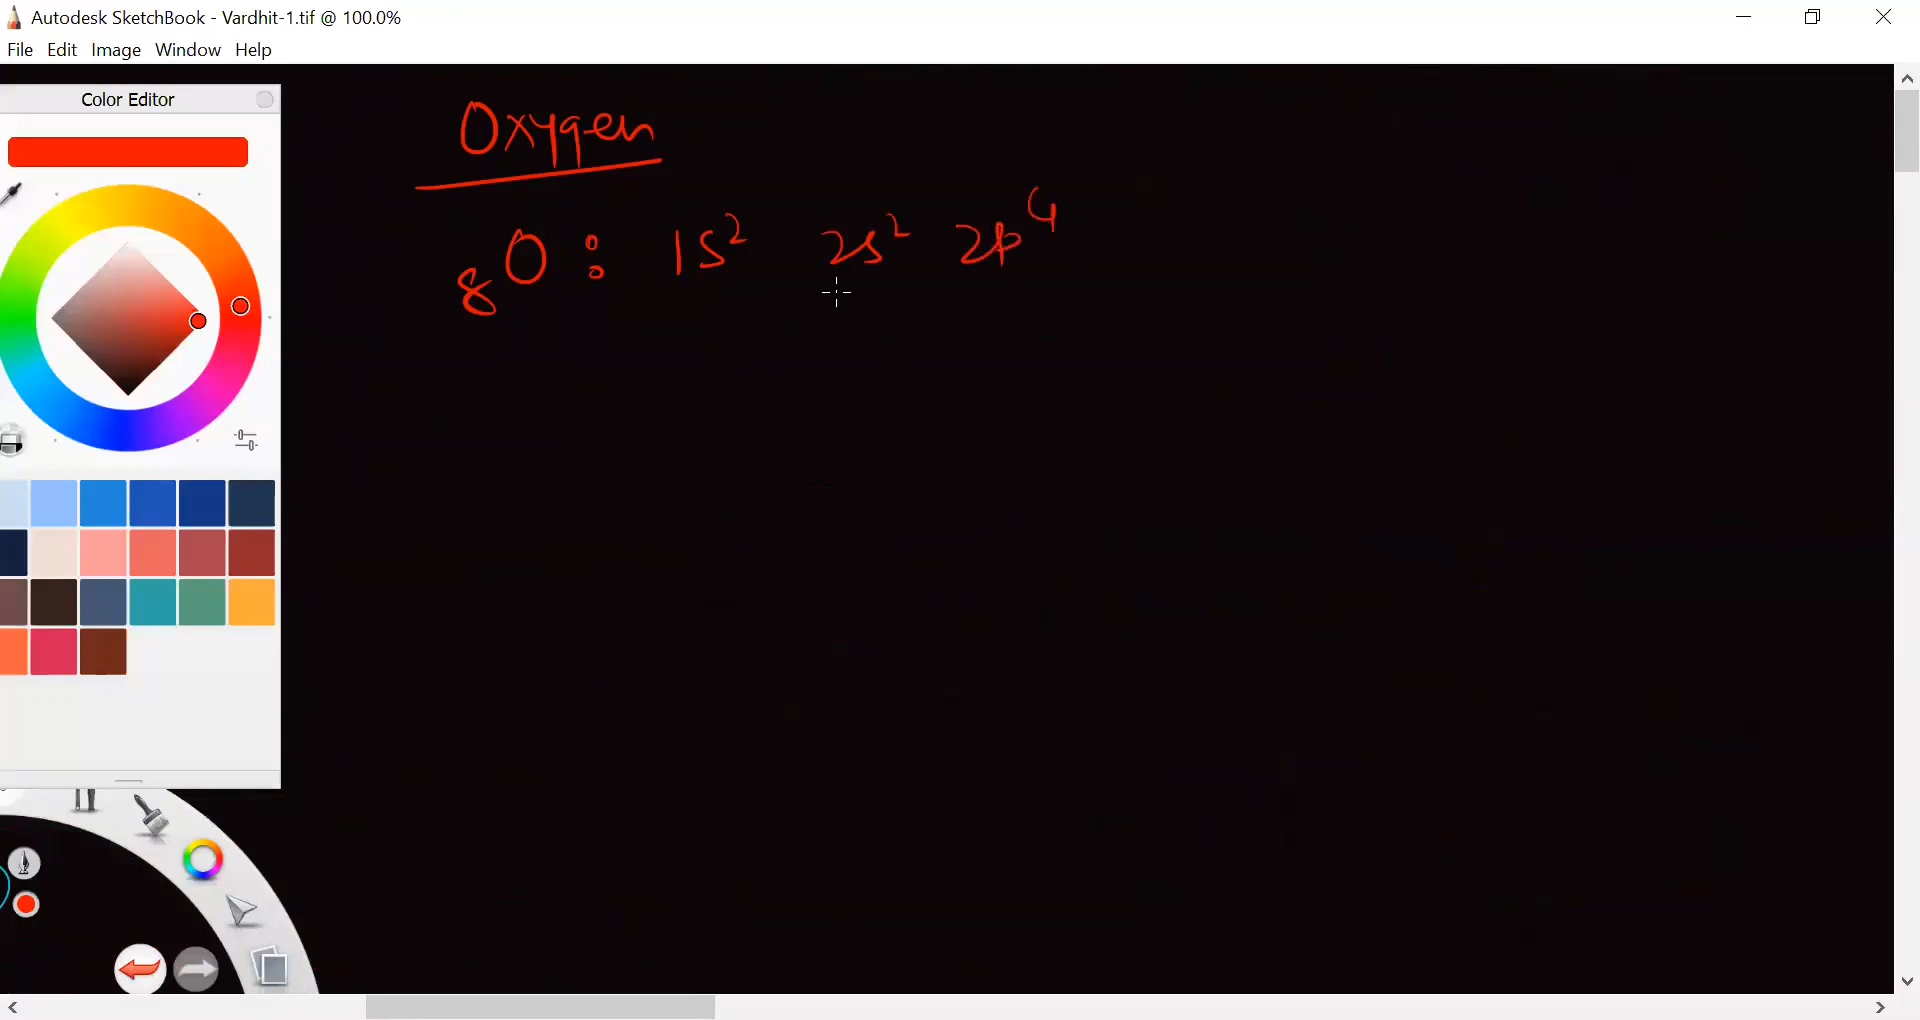 Autodesk SketchBook - Vardhit-1.tif @ 100.0%
File Edit Image Window Help
Color Editor
Oxygen
₈O : 1s² 2s² 2p⁴